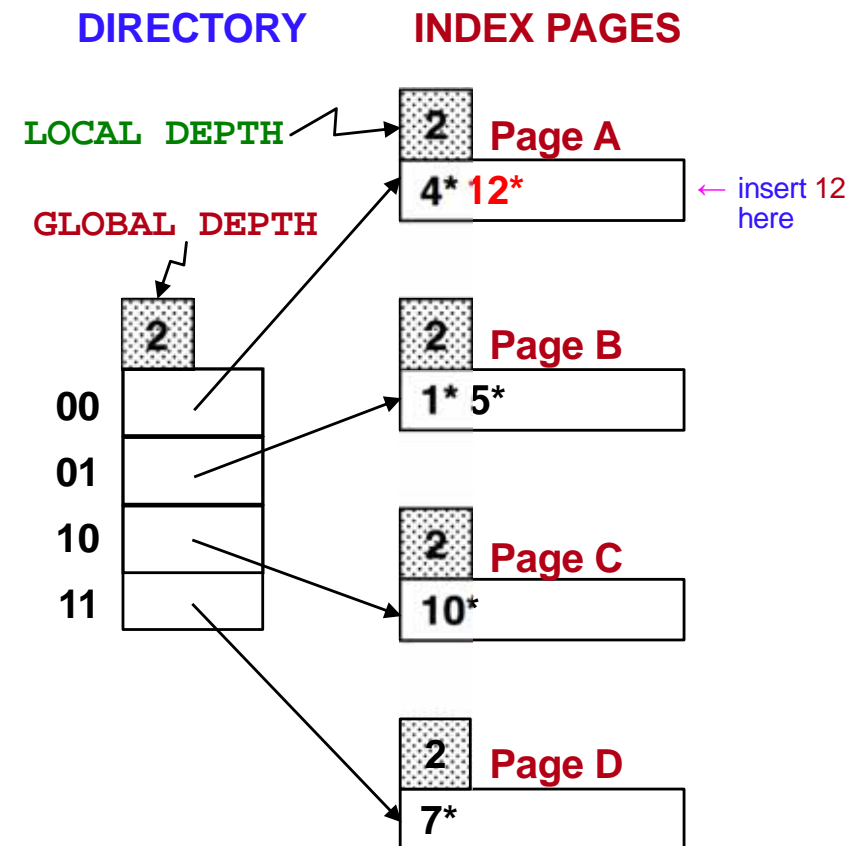 DIRECTORY
INDEX PAGES
LOCAL DEPTH
2
Page A
4* 12*
← insert 12
here
GLOBAL DEPTH
2
2
Page B
00
1* 5*
01
10
2
Page C
11
10*
2
Page D
7*